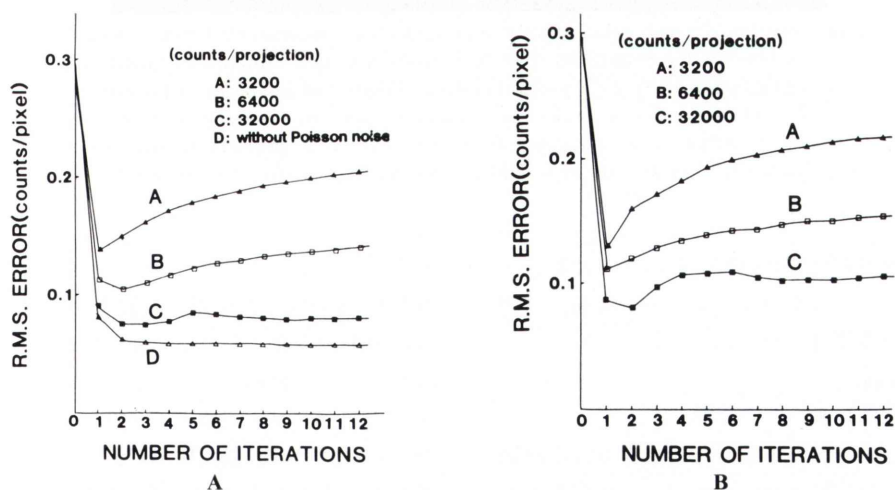 0.3
0.2
0.1
0
R.M.S. ERROR(counts/pixel)
(counts/projection)
A: 3200
B: 6400
C: 32000
D: without Poisson noise
A
B
C
D
0 1 2 3 4 5 6 7 8 9 10 11 12
NUMBER OF ITERATIONS
A
0.3
0.2
0.1
R.M.S. ERROR(counts/pixel)
(counts/projection)
A: 3200
B: 6400
C: 32000
A
B
C
0 1 2 3 4 5 6 7 8 9 10 11 12
NUMBER OF ITERATIONS
B